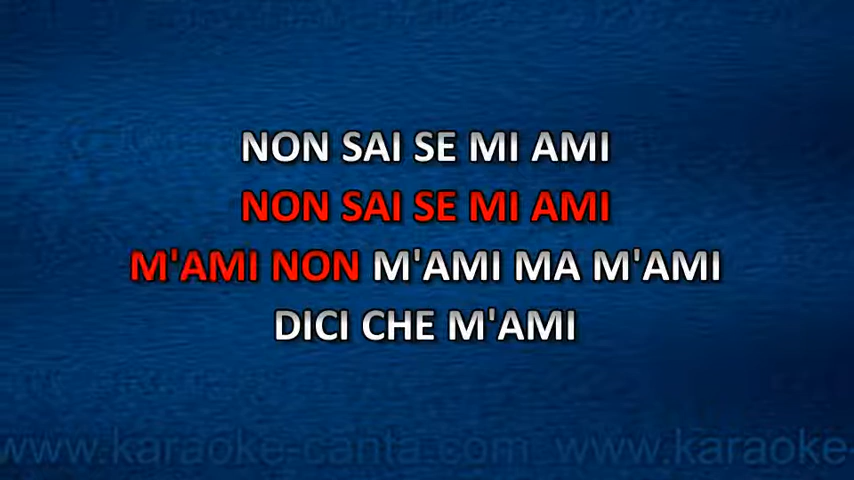 NON SAI SE MI AMI
NON SAI SE MI AMI
M'AMI NON M'AMI MA M'AMI
DICI CHE M'AMI
www.karaoke-canta.com www.karaoke-